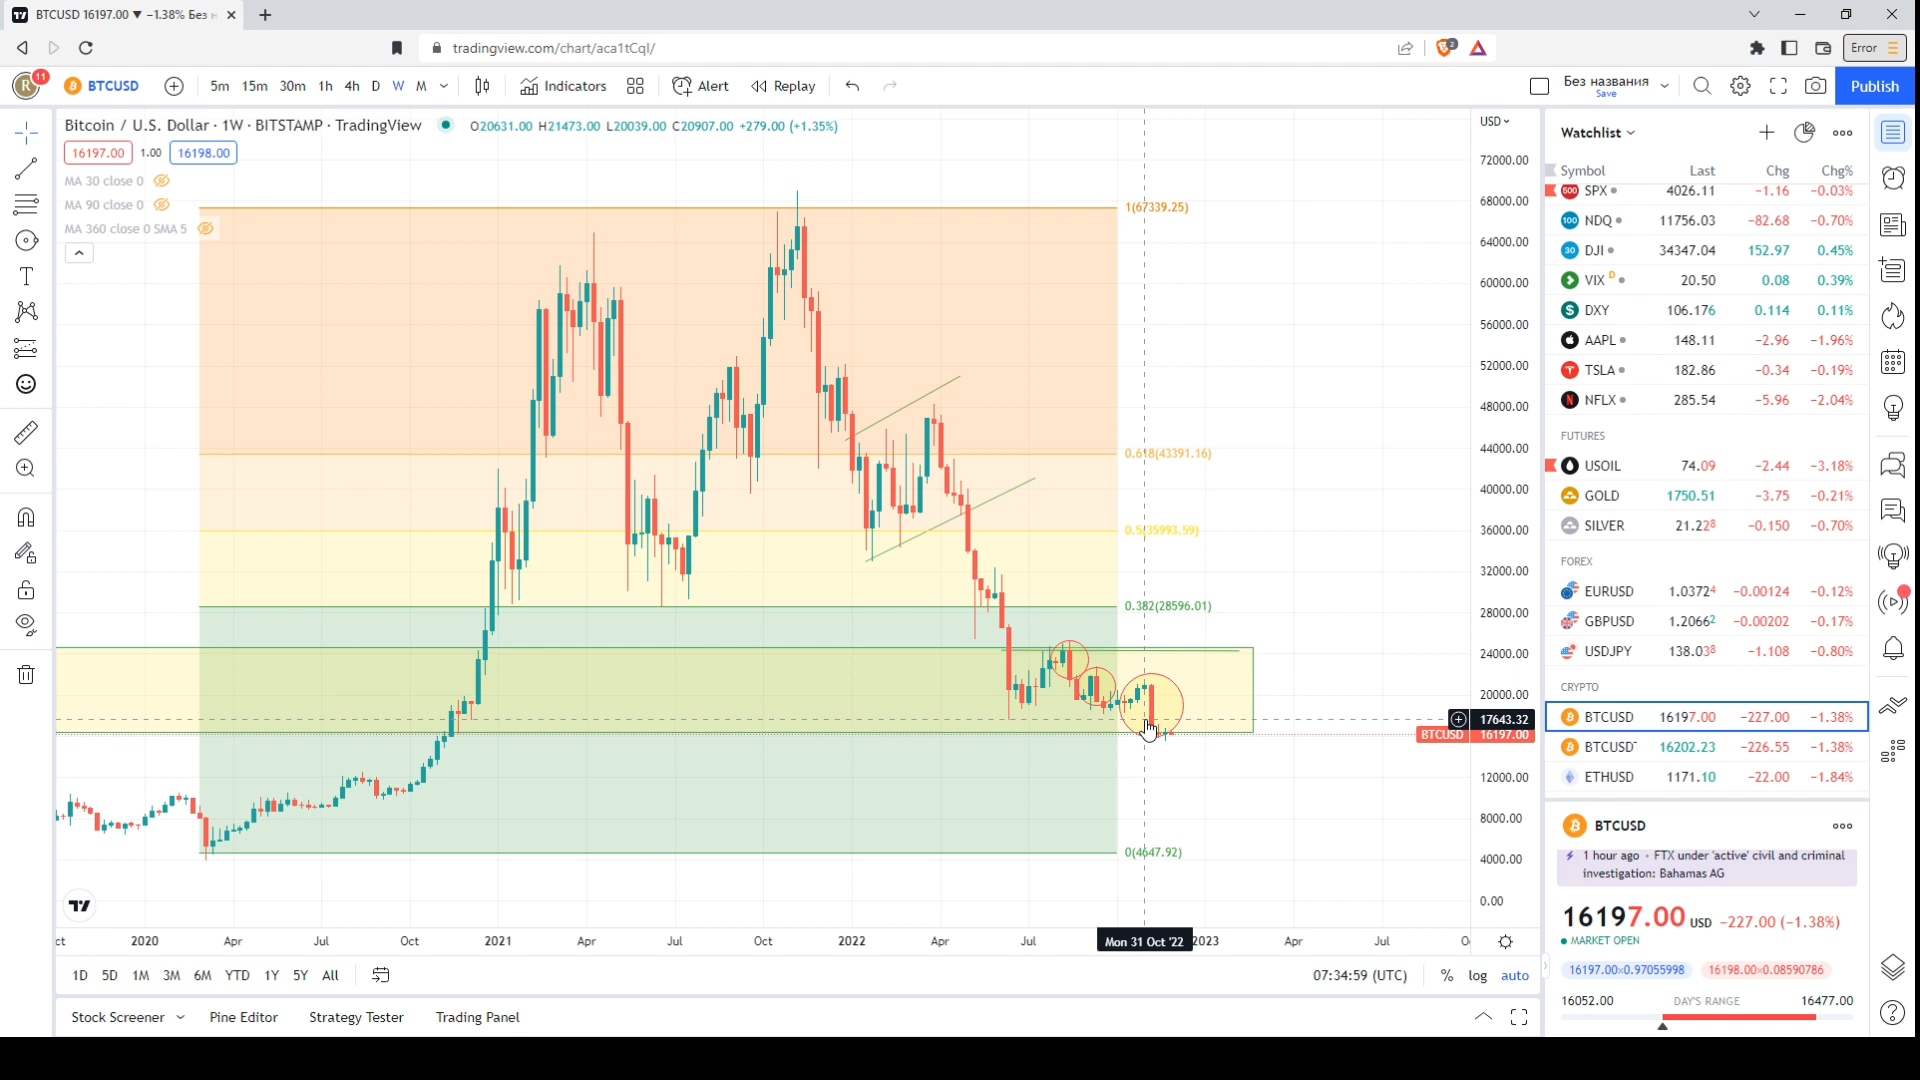 BTCUSD 16197.00 ▼ −1.38% Без н
tradingview.com/chart/aca1tCqI/
2
Error
R
11
BTCUSD
5m 15m 30m 1h 4h D W M
Indicators
Alert
Replay
Без названия
Save
Publish
Bitcoin / U.S. Dollar · 1W · BITSTAMP · TradingView
O20631.00 H21473.00 L20039.00 C20907.00 +279.00 (+1.35%)
16197.00 1.00 16198.00
MA 30 close 0
MA 90 close 0
MA 360 close 0 SMA 5
1(67339.25)
0.618(43391.16)
0.5(35993.59)
0.382(28596.01)
0(4647.92)
USD
72000.00
68000.00
64000.00
60000.00
56000.00
52000.00
48000.00
44000.00
40000.00
36000.00
32000.00
28000.00
24000.00
20000.00
17643.32
BTCUSD 16197.00
12000.00
8000.00
4000.00
0.00
ct 2020 Apr Jul Oct 2021 Apr Jul Oct 2022 Apr Jul Mon 31 Oct '22 2023 Apr Jul O
1D 5D 1M 3M 6M YTD 1Y 5Y All
07:34:59 (UTC) % log auto
Stock Screener Pine Editor Strategy Tester Trading Panel
Watchlist
Symbol Last Chg Chg%
500 SPX 4026.11 −1.16 −0.03%
100 NDQ 11756.03 −82.68 −0.70%
30 DJI 34347.04 152.97 0.45%
VIX D 20.50 0.08 0.39%
DXY 106.176 0.114 0.11%
AAPL 148.11 −2.96 −1.96%
TSLA 182.86 −0.34 −0.19%
NFLX 285.54 −5.96 −2.04%
FUTURES
USOIL 74.09 −2.44 −3.18%
GOLD 1750.51 −3.75 −0.21%
SILVER 21.228 −0.150 −0.70%
FOREX
EURUSD 1.03724 −0.00124 −0.12%
GBPUSD 1.20662 −0.00202 −0.17%
USDJPY 138.038 −1.108 −0.80%
CRYPTO
BTCUSD 16197.00 −227.00 −1.38%
BTCUSD 16202.23 −226.55 −1.38%
ETHUSD 1171.10 −22.00 −1.84%
BTCUSD
1 hour ago · FTX under 'active' civil and criminal
investigation: Bahamas AG
16197.00 USD −227.00 (−1.38%)
MARKET OPEN
16197.00×0.97055998 16198.00×0.08590786
16052.00 DAY'S RANGE 16477.00